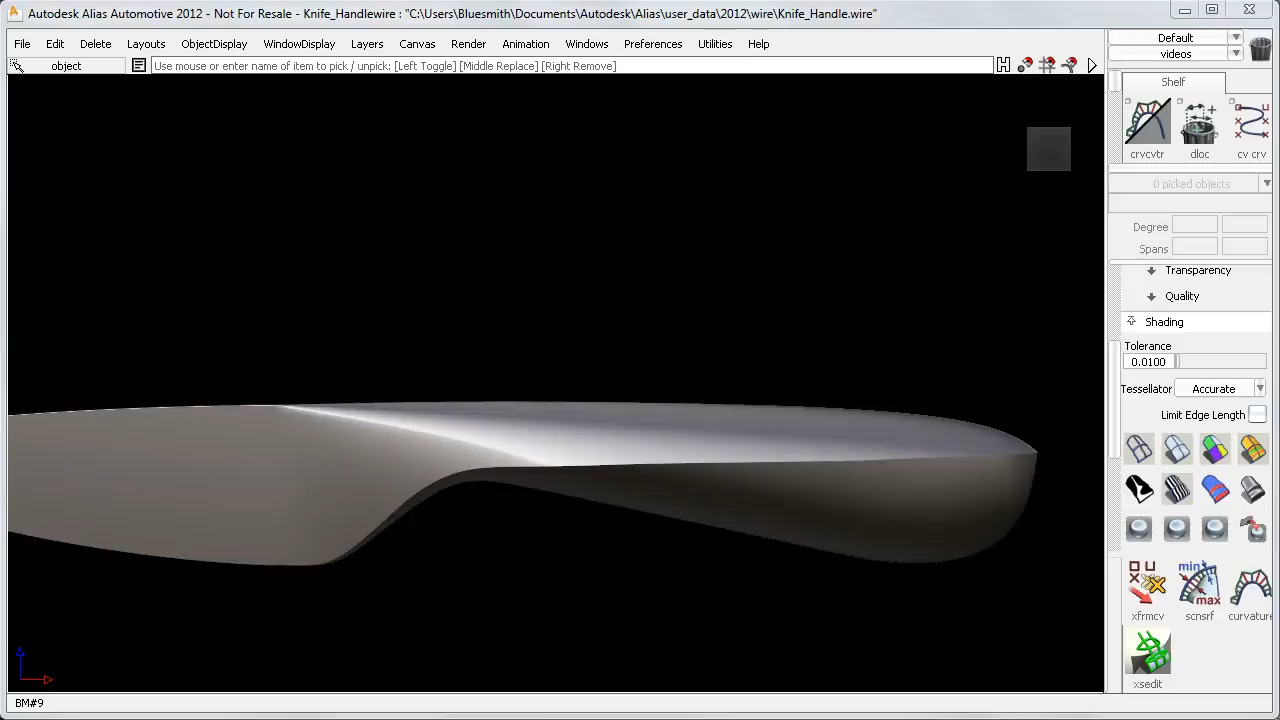 Autodesk Alias Automotive 2012 - Not For Resale - Knife_Handlewire : "C:\Users\Bluesmith\Documents\Autodesk\Alias\user_data\2012\wire\Knife_Handle.wire"
File Edit Delete Layouts ObjectDisplay WindowDisplay Layers Canvas Render Animation Windows Preferences Utilities Help
object
Use mouse or enter name of item to pick / unpick: [Left Toggle] [Middle Replace] [Right Remove]
Default
videos
Shelf
crvcvtr dloc cv crv
0 picked objects
Degree
Spans
Transparency
Quality
Shading
Tolerance
0.0100
Tessellator Accurate
Limit Edge Length
min
max
xfrmcv scnsrf curvature
xsedit
BM#9